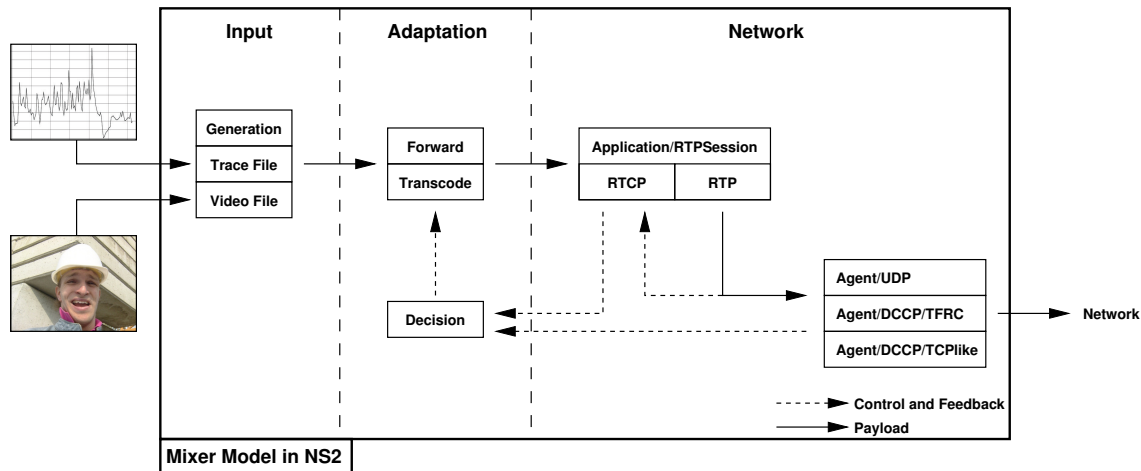 Input
Adaptation
Network
Generation
Trace File
Video File
Forward
Transcode
Decision
Application/RTPSession
RTCP
RTP
Agent/UDP
Agent/DCCP/TFRC
Agent/DCCP/TCPlike
Network
Control and Feedback
Payload
Mixer Model in NS2